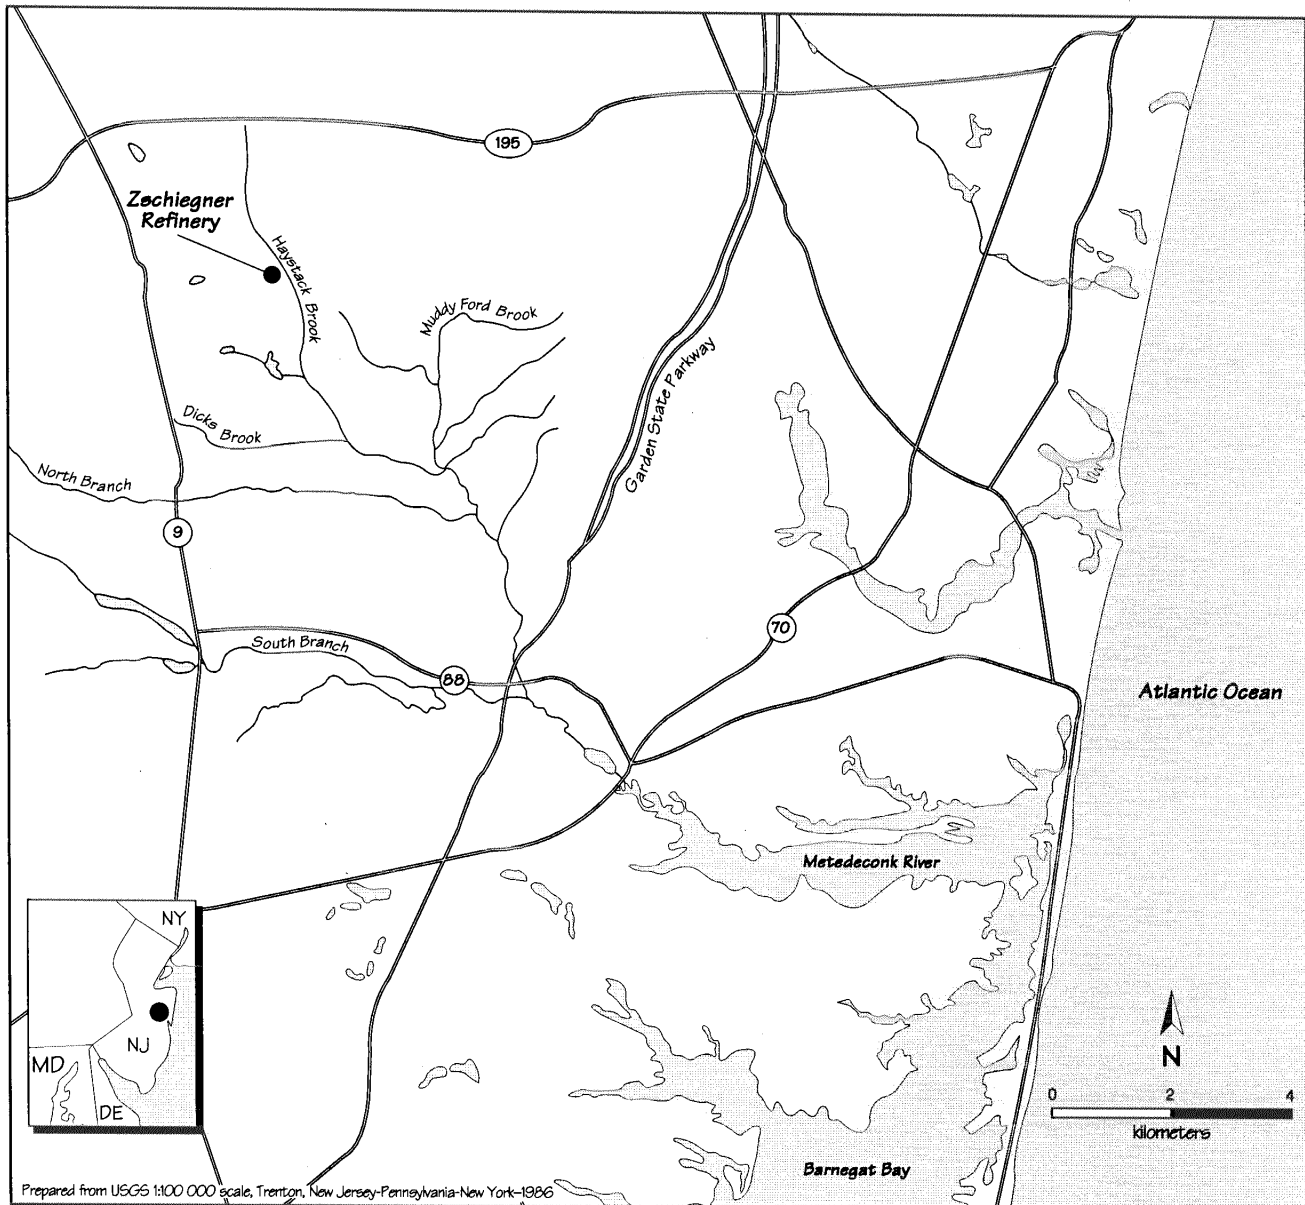 195
Zschiegner
Refinery
Haystack Brook
Muddy Ford Brook
Garden State Parkway
Dicks Brook
North Branch
9
South Branch
70
88
Atlantic Ocean
Metedeconk River
NY
NJ
MD
DE
N
0 2 4
kilometers
Barnegat Bay
Prepared from USGS 1:100 000 scale, Trenton, New Jersey-Pennsylvania-New York-1986